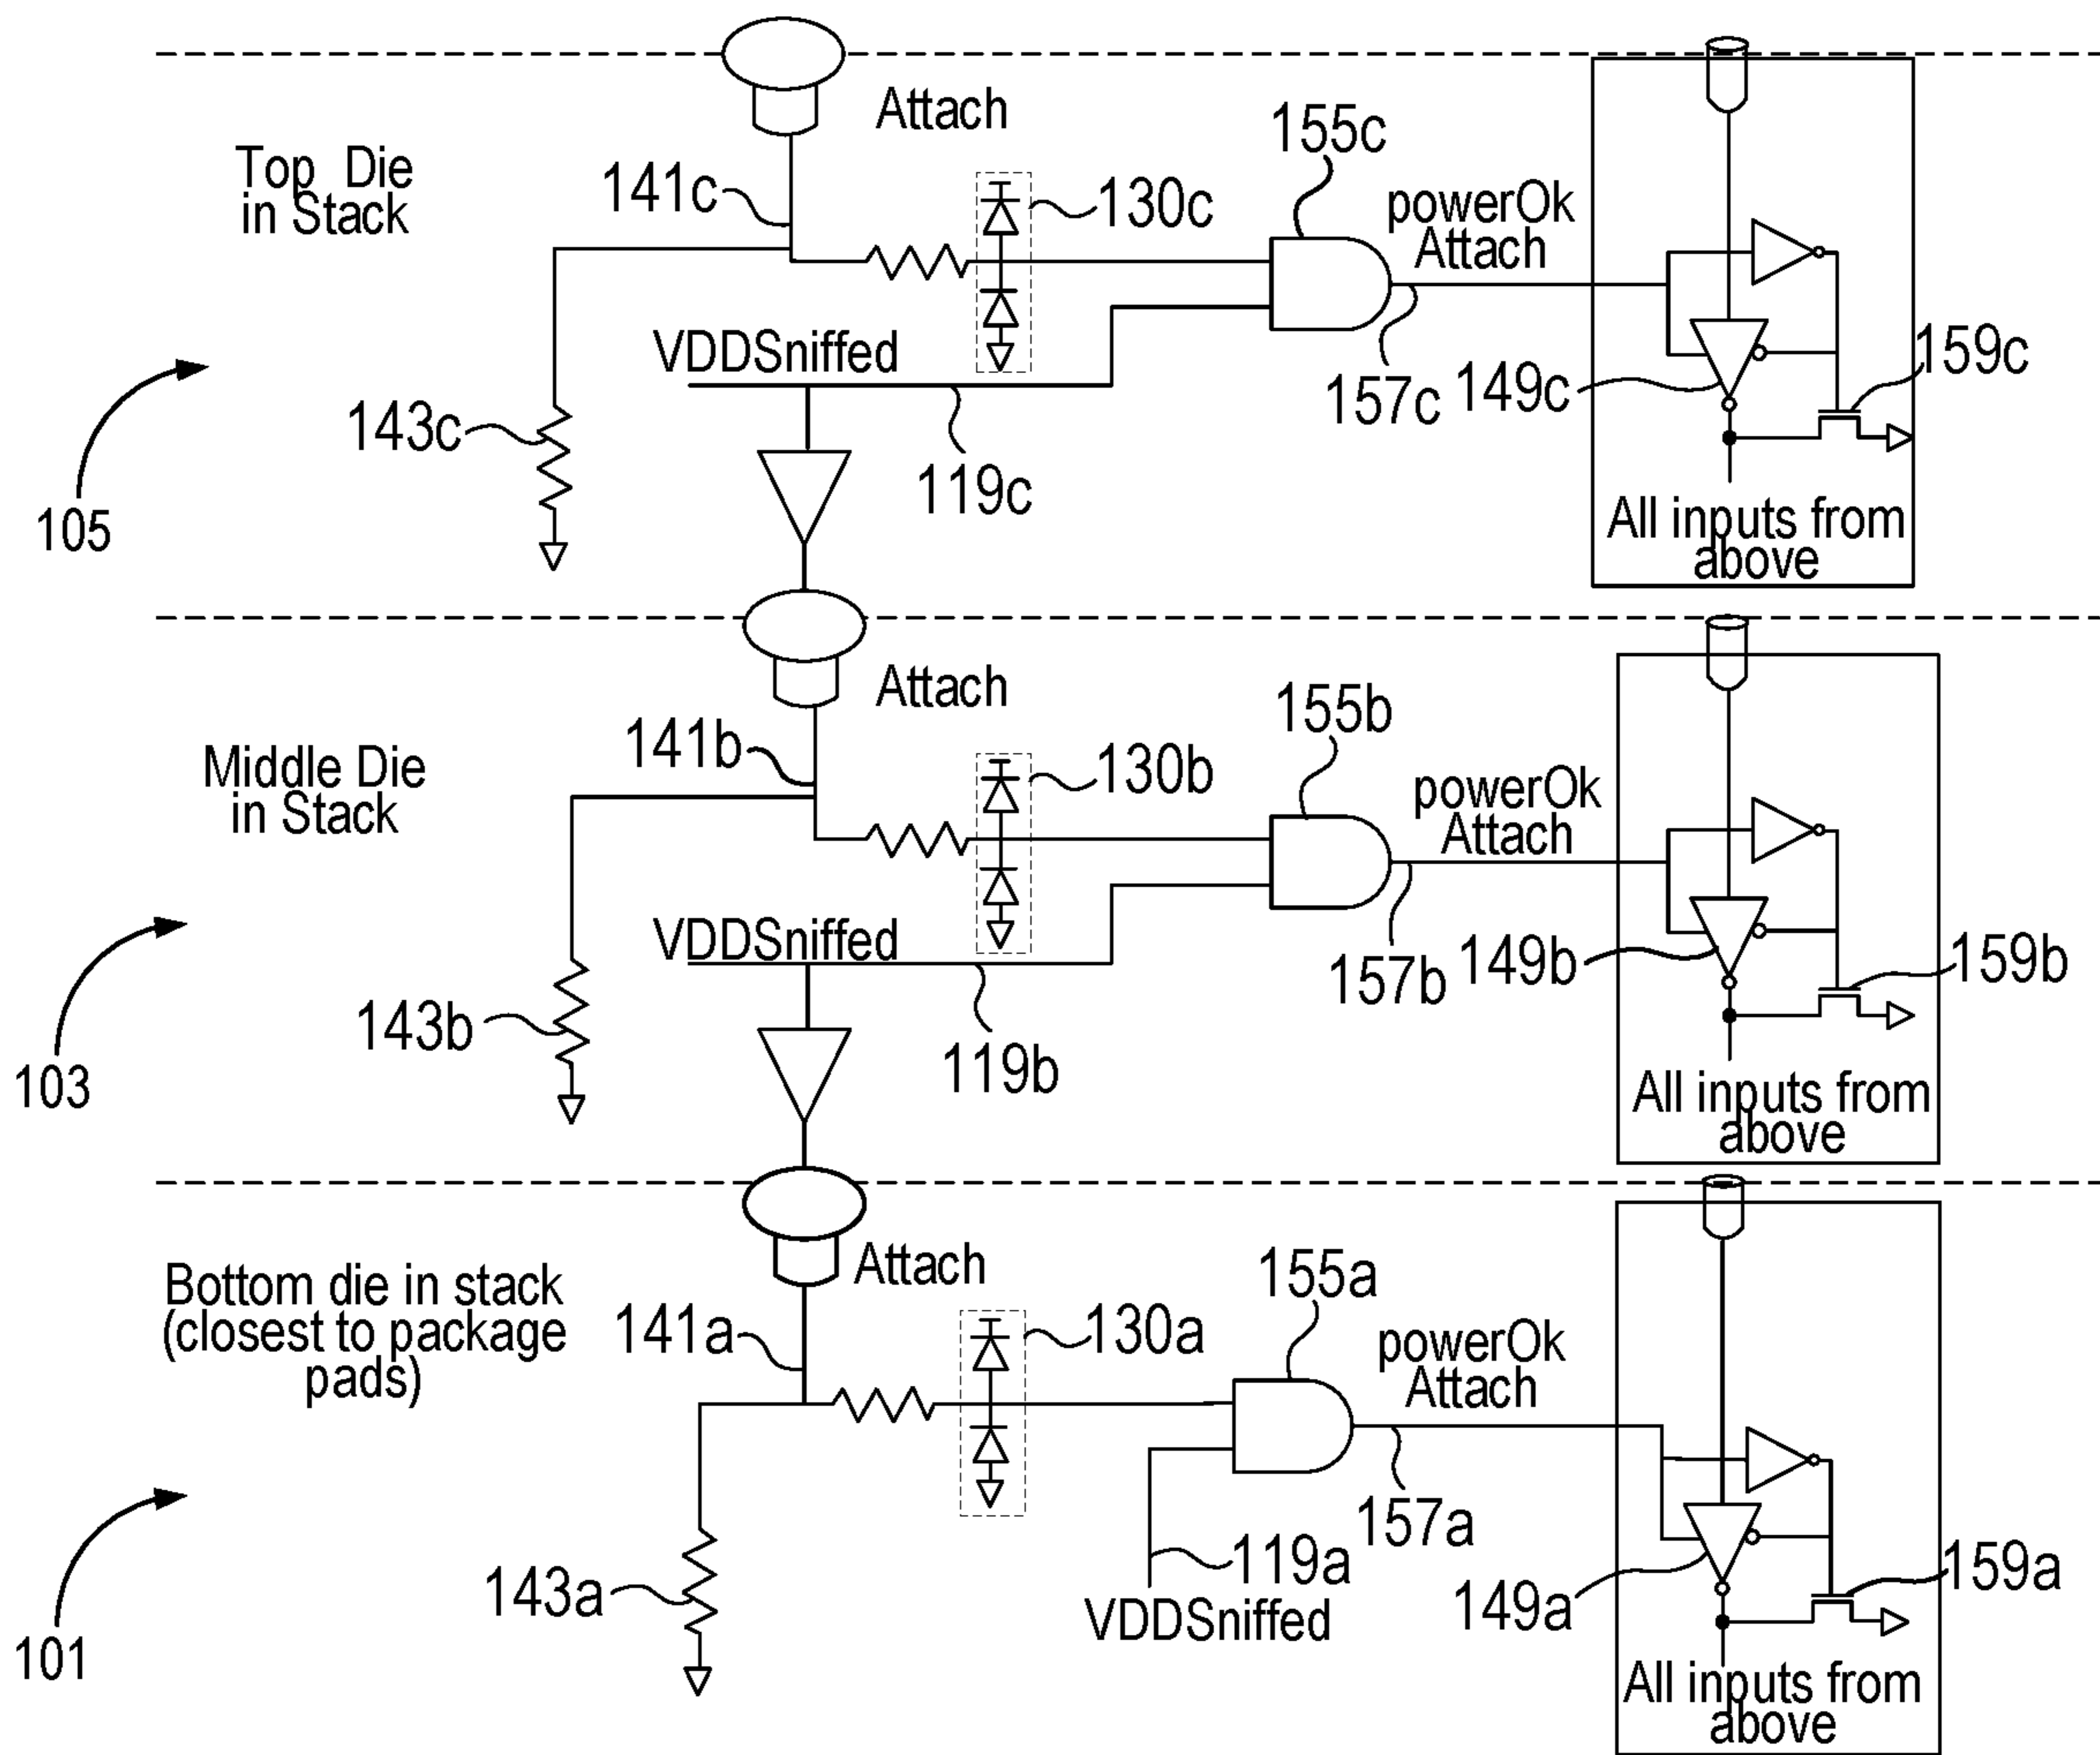 Attach
155c
Top Die
in Stack
141c
130c
powerOk
Attach
VDDSniffed
159c
157c
149c
143c
119c
105
All inputs from
above
Attach
155b
141b
130b
Middle Die
in Stack
powerOk
Attach
VDDSniffed
159b
157b
149b
143b
119b
103
All inputs from
above
Attach
155a
Bottom die in stack
(closest to package
pads)
141a
130a
powerOk
Attach
157a
119a
159a
143a
149a
VDDSniffed
101
All inputs from
above